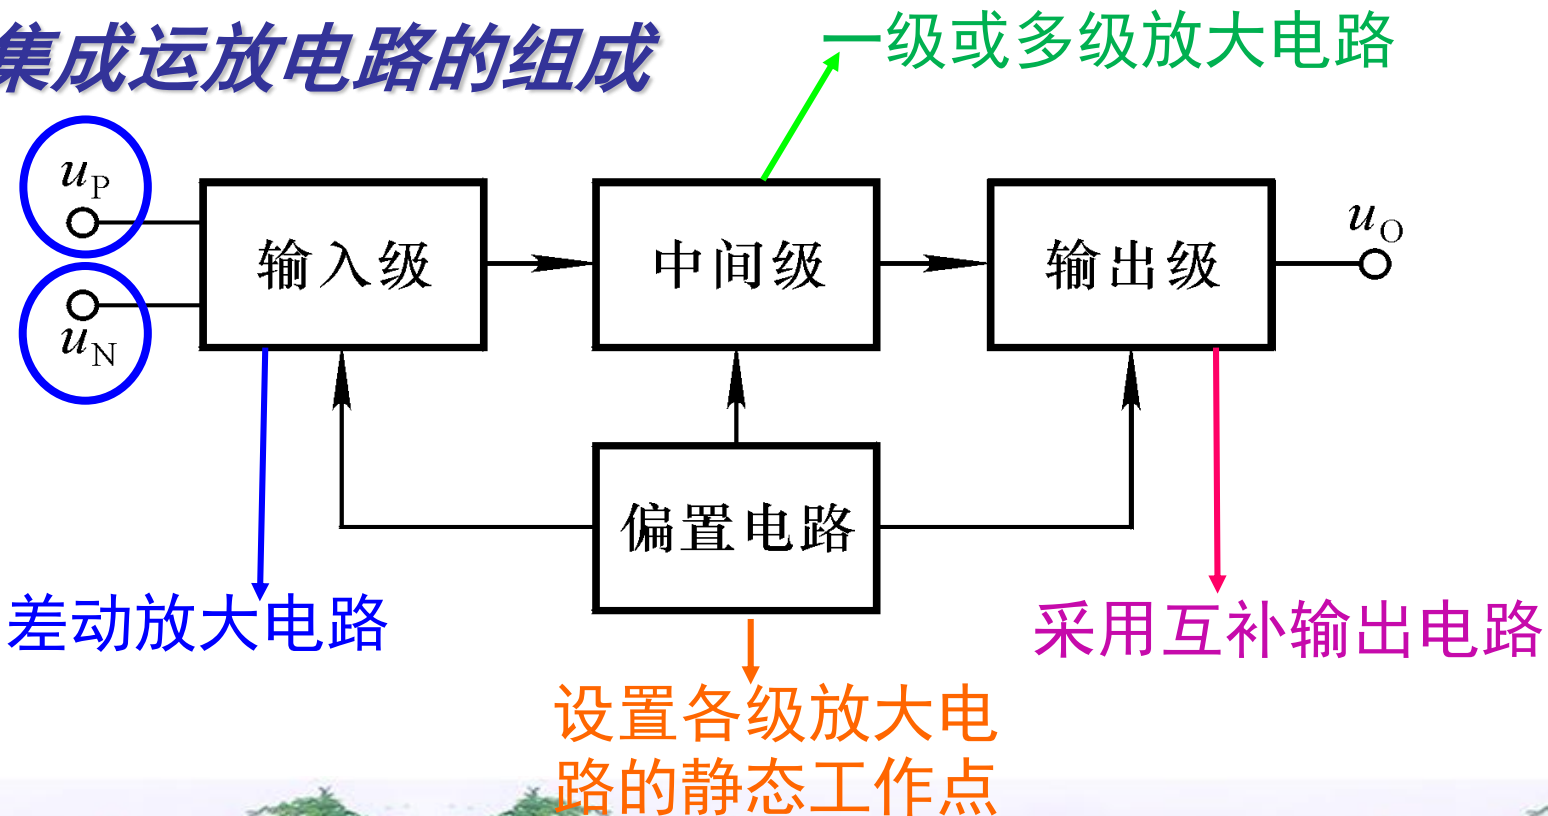 集成运放电路的组成
一级或多级放大电路
uP
uN
输入级
中间级
输出级
uO
偏置电路
差动放大电路
采用互补输出电路
设置各级放大电
路的静态工作点